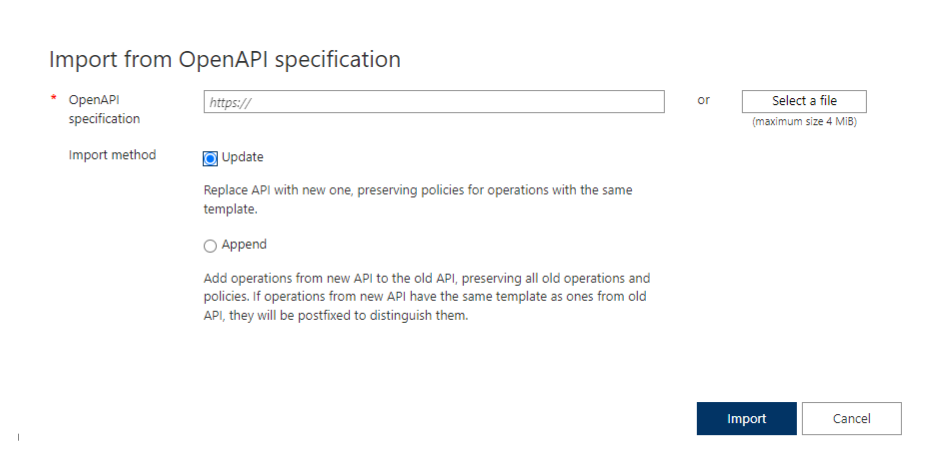 Import from OpenAPI specification
* OpenAPI specification
https://
or
Select a file
(maximum size 4 MiB)
Import method
Update
Replace API with new one, preserving policies for operations with the same
template.
Append
Add operations from new API to the old API, preserving all old operations and
policies. If operations from new API have the same template as ones from old
API, they will be postfixed to distinguish them.
Import
Cancel